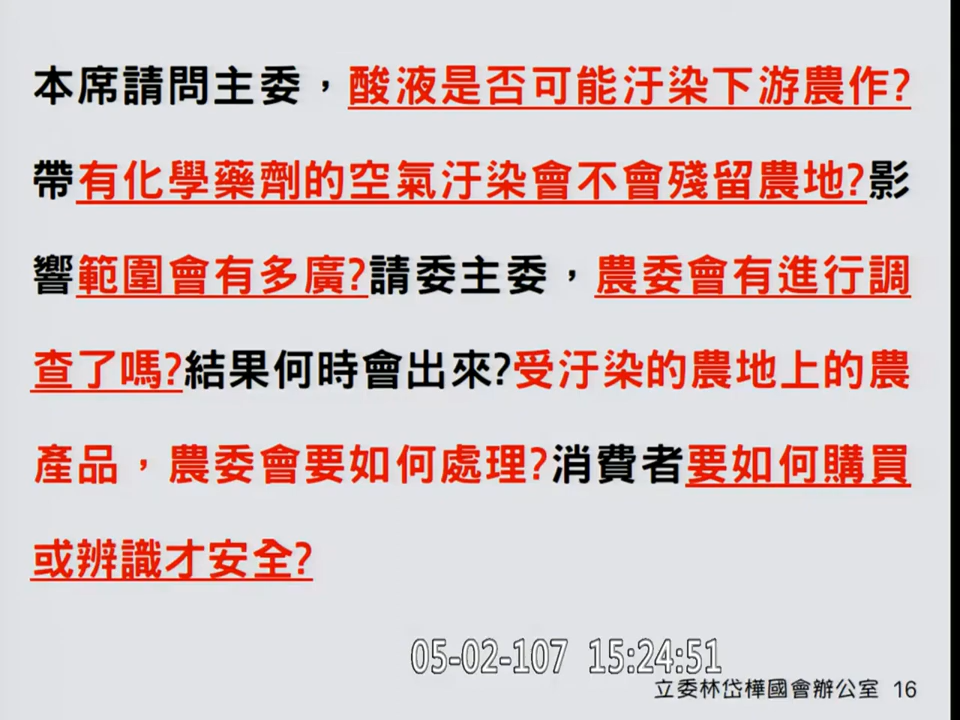 本席請問主委，酸液是否可能汙染下游農作?
帶有化學藥劑的空氣汙染會不會殘留農地?影
響範圍會有多廣?請委主委，農委會有進行調
查了嗎?結果何時會出來?受汙染的農地上的農
產品，農委會要如何處理?消費者要如何購買
或辨識才安全?
05-02-107 15:24:51
立委林岱樺國會辦公室 16